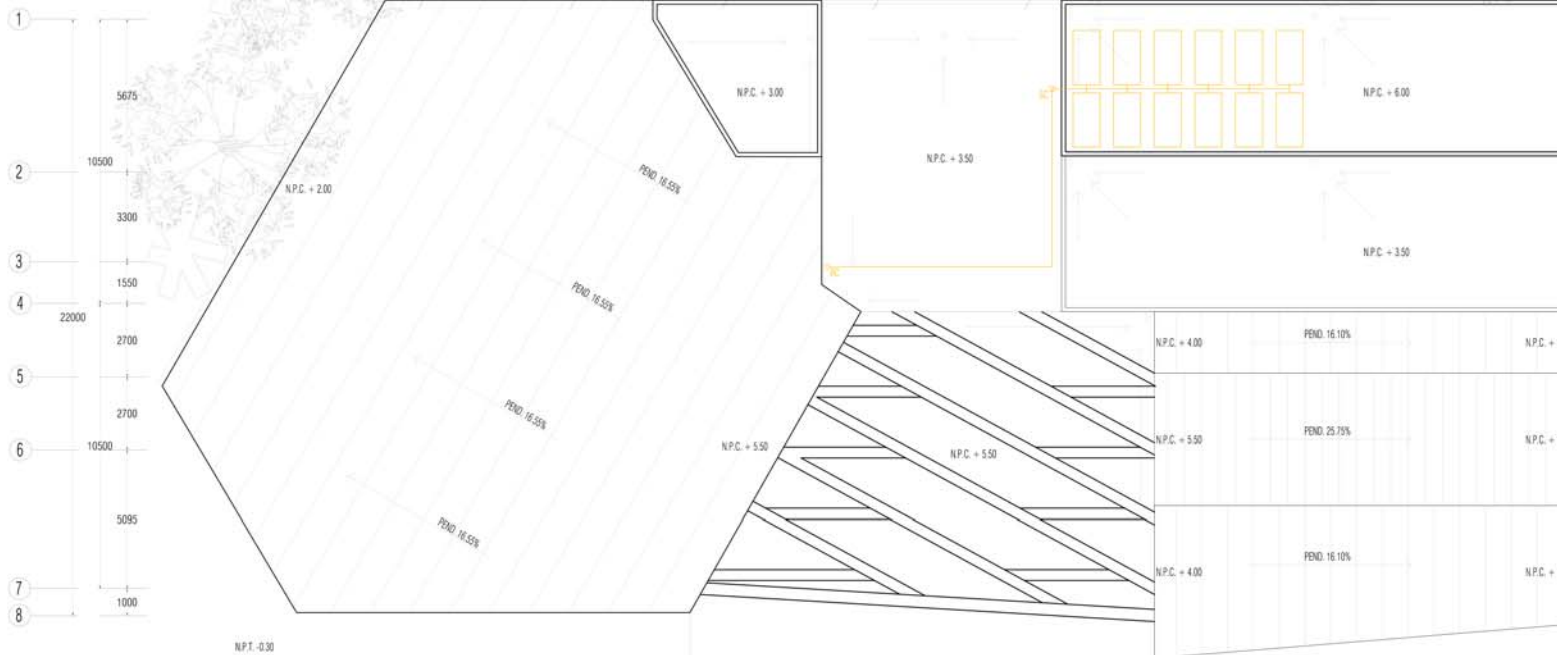 1
5675
N.P.C. + 3.00
N.P.C. + 6.00
10500
2
N.P.C. + 3.50
PEND. 16.55%
N.P.C. + 2.00
3300
3
N.P.C. + 3.50
1550
PEND. 16.55%
4
22000
2700
N.P.C. + 4.00
PEND. 16.10%
N.P.C. +
5
2700
PEND. 16.55%
10500
6
N.P.C. + 5.50
N.P.C. + 5.50
N.P.C. + 5.50
PEND. 25.75%
N.P.C. +
5095
PEND. 16.55%
PEND. 16.10%
N.P.C. + 4.00
N.P.C. +
7
1000
8
N.P.T. -0.30